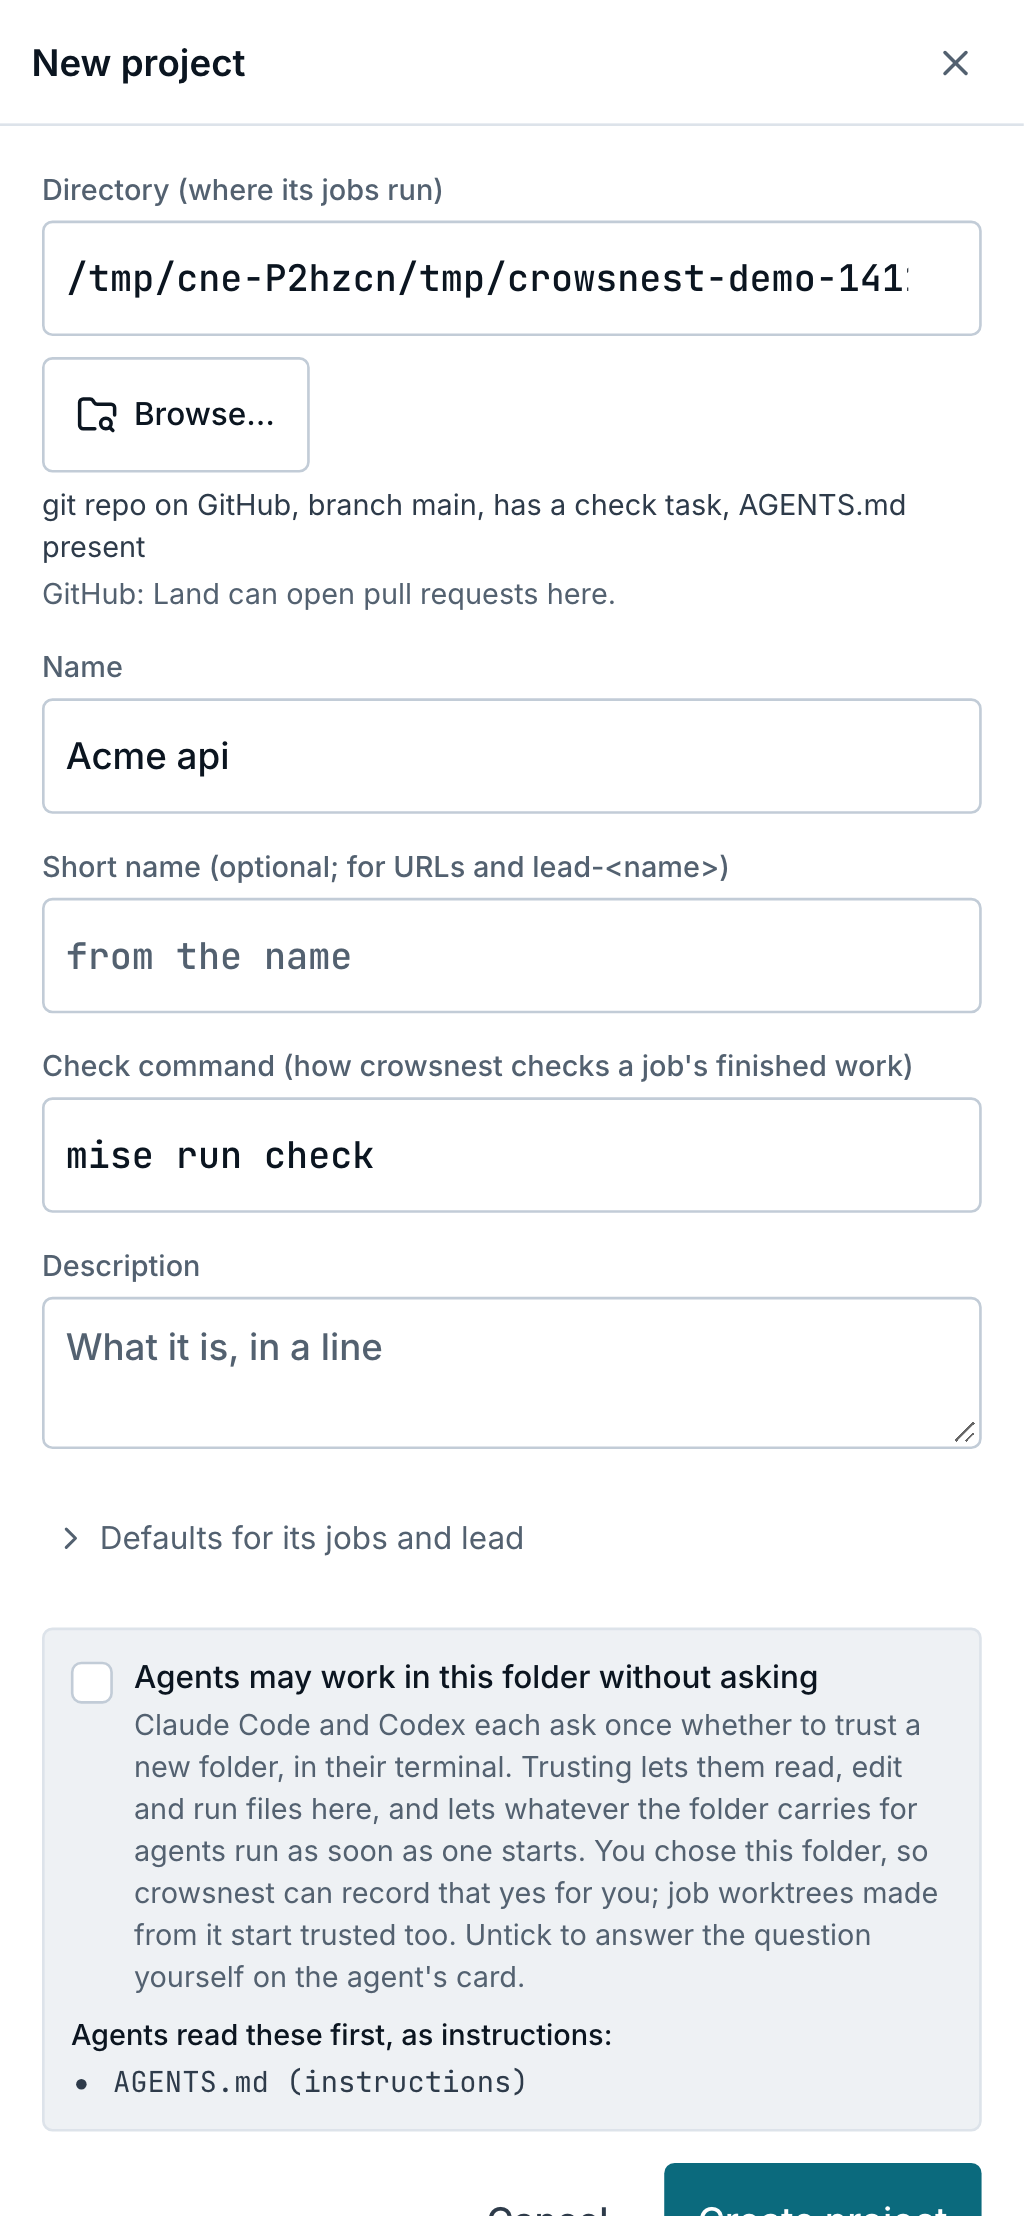 New project
Directory (where its jobs run)
/tmp/cne-P2hzcn/tmp/crowsnest-demo-141
Browse...
git repo on GitHub, branch main, has a check task, AGENTS.md
present
GitHub: Land can open pull requests here.
Name
Acme api
Short name (optional; for URLs and lead-<name>)
from the name
Check command (how crowsnest checks a job's finished work)
mise run check
Description
What it is, in a line
Defaults for its jobs and lead
Agents may work in this folder without asking
Claude Code and Codex each ask once whether to trust a
new folder, in their terminal. Trusting lets them read, edit
and run files here, and lets whatever the folder carries for
agents run as soon as one starts. You chose this folder, so
crowsnest can record that yes for you; job worktrees made
from it start trusted too. Untick to answer the question
yourself on the agent's card.
Agents read these first, as instructions:
• AGENTS.md (instructions)
Cancel
Create project